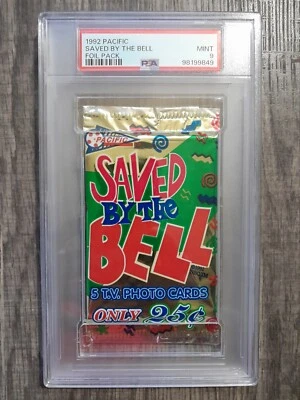 1992 PACIFIC
SAVED BY THE BELL
FOIL PACK
MINT
9
PSA
98159849
PACIFIC
SAVED
BY THE
BELL
5 T.V. PHOTO CARDS
ONLY 25¢